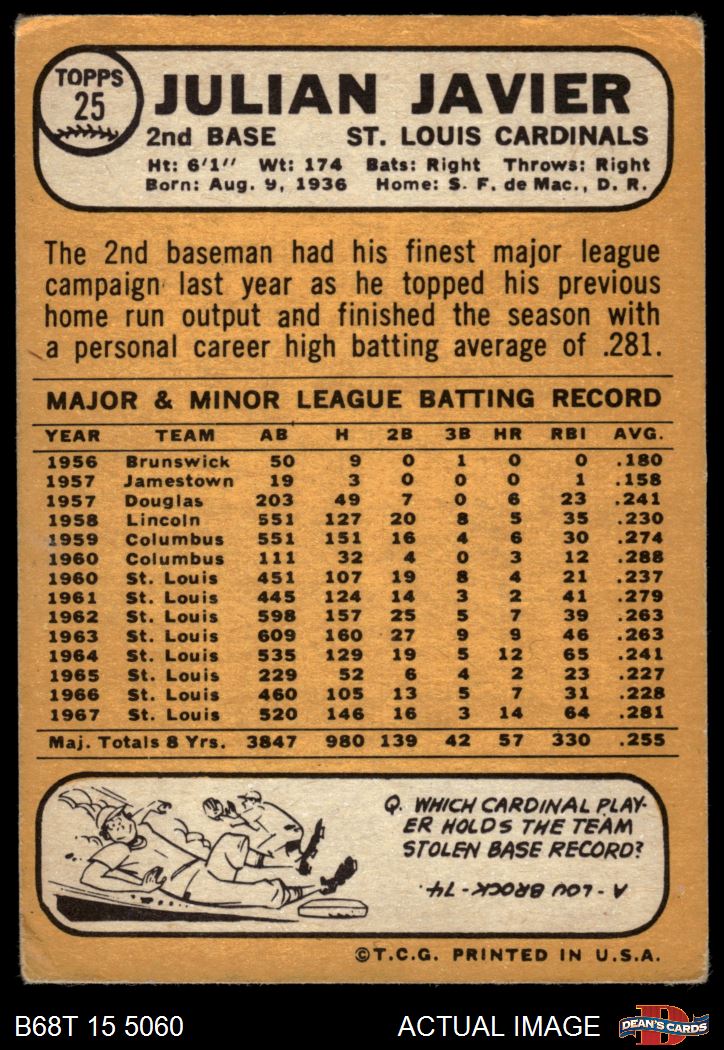 TOPPS
25
JULIAN JAVIER
2nd BASE ST. LOUIS CARDINALS
Ht: 6'1" Wt: 174 Bats: Right Throws: Right
Born: Aug. 9, 1936 Home: S. F. de Mac., D. R.
The 2nd baseman had his finest major league
campaign last year as he topped his previous
home run output and finished the season with
a personal career high batting average of .281.
MAJOR & MINOR LEAGUE BATTING RECORD
YEAR TEAM AB H 2B 3B HR RBI AVG.
1956 Brunswick 50 9 0 1 0 0 .180
1957 Jamestown 19 3 0 0 0 1 .158
1957 Douglas 203 49 7 0 6 23 .241
1958 Lincoln 551 127 20 8 5 35 .230
1959 Columbus 551 151 16 4 6 30 .274
1960 Columbus 111 32 4 0 3 12 .288
1960 St. Louis 451 107 19 8 4 21 .237
1961 St. Louis 445 124 14 3 2 41 .279
1962 St. Louis 598 157 25 5 7 39 .263
1963 St. Louis 609 160 27 9 9 46 .263
1964 St. Louis 535 129 19 5 12 65 .241
1965 St. Louis 229 52 6 4 2 23 .227
1966 St. Louis 460 105 13 5 7 31 .228
1967 St. Louis 520 146 16 3 14 64 .281
Maj. Totals 8 Yrs. 3847 980 139 42 57 330 .255
Q. WHICH CARDINAL PLAY-
ER HOLDS THE TEAM
STOLEN BASE RECORD?
A - LOU BROCK - 74.
©T.C.G. PRINTED IN U.S.A.
B68T 15 5060 ACTUAL IMAGE
DEAN'S CARDS